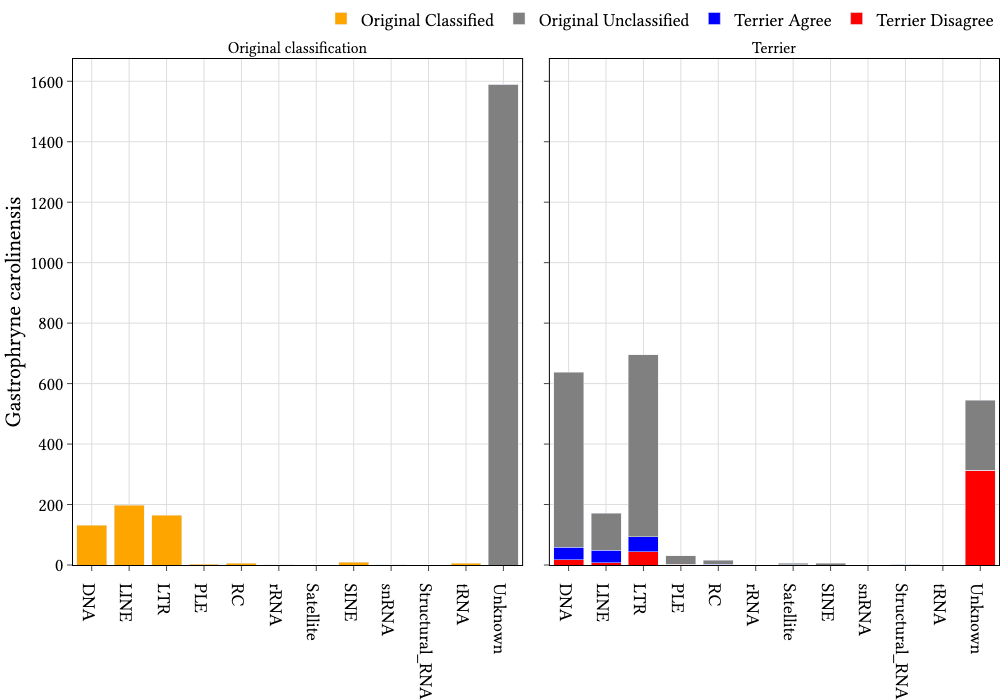 Original Classified Original Unclassified Terrier Agree Terrier Disagree
Original classification
Terrier
Gastrophryne carolinensis
1600
1400
1200
1000
800
600
400
200
0
DNA
LINE
LTR
PLE
RC
rRNA
Satellite
SINE
snRNA
Structural_RNA
tRNA
Unknown
DNA
LINE
LTR
PLE
RC
rRNA
Satellite
SINE
snRNA
Structural_RNA
tRNA
Unknown